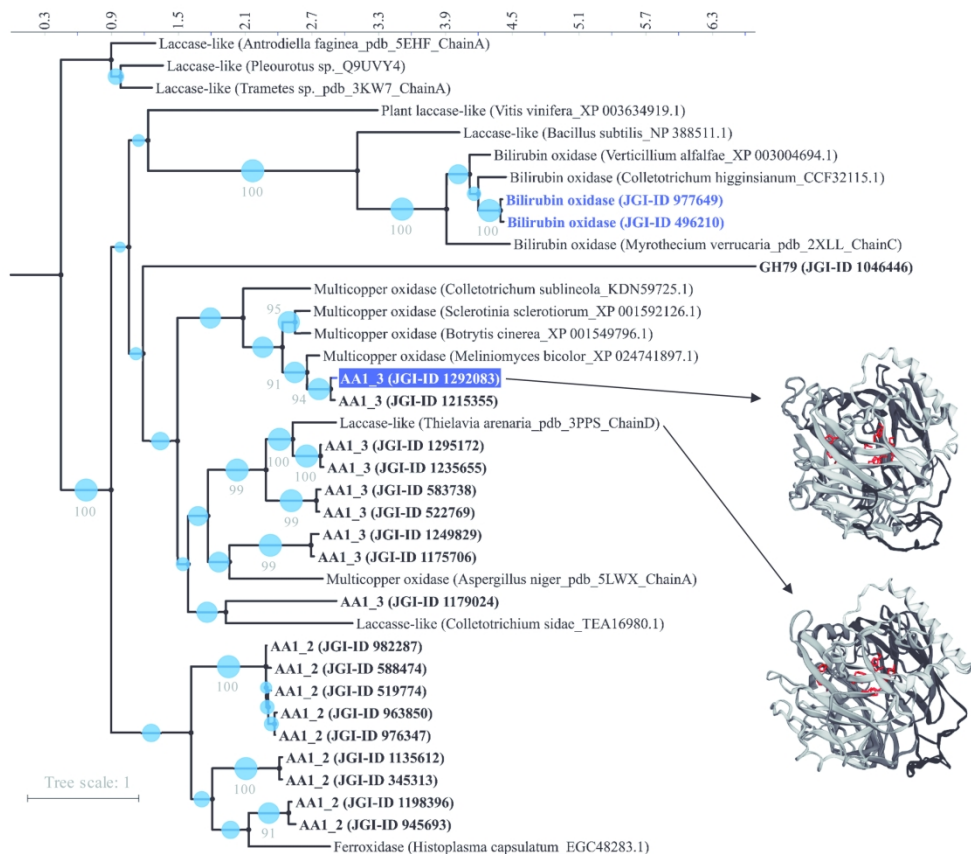 0.3 0.9 1.5 2.1 2.7 3.3 3.9 4.5 5.1 5.7 6.3
Laccase-like (Antrodiella faginea_pdb_5EHF_ChainA)
Laccase-like (Pleourotus sp._Q9UVY4)
Laccase-like (Trametes sp._pdb_3KW7_ChainA)
Plant laccase-like (Vitis vinifera_XP 003634919.1)
Laccase-like (Bacillus subtilis_NP 388511.1)
Bilirubin oxidase (Verticillium alfalfae_XP 003004694.1)
100
Bilirubin oxidase (Colletotrichum higginsianum_CCF32115.1)
Bilirubin oxidase (JGI-ID 977649)
100
100
Bilirubin oxidase (JGI-ID 496210)
Bilirubin oxidase (Myrothecium verrucaria_pdb_2XLL_ChainC)
GH79 (JGI-ID 1046446)
Multicopper oxidase (Colletotrichum sublineola_KDN59725.1)
95
Multicopper oxidase (Sclerotinia sclerotiorum_XP 001592126.1)
Multicopper oxidase (Botrytis cinerea_XP 001549796.1)
91
Multicopper oxidase (Meliniomyces bicolor_XP 024741897.1)
AA1_3 (JGI-ID 1292083)
94
AA1_3 (JGI-ID 1215355)
Laccase-like (Thielavia arenaria_pdb_3PPS_ChainD)
100
AA1_3 (JGI-ID 1295172)
99
100
AA1_3 (JGI-ID 1235655)
AA1_3 (JGI-ID 583738)
99
AA1_3 (JGI-ID 522769)
AA1_3 (JGI-ID 1249829)
99
AA1_3 (JGI-ID 1175706)
Multicopper oxidase (Aspergillus niger_pdb_5LWX_ChainA)
AA1_3 (JGI-ID 1179024)
Laccasse-like (Colletotrichium sidae_TEA16980.1)
100
AA1_2 (JGI-ID 982287)
AA1_2 (JGI-ID 588474)
100
AA1_2 (JGI-ID 519774)
AA1_2 (JGI-ID 963850)
AA1_2 (JGI-ID 976347)
AA1_2 (JGI-ID 1135612)
100
AA1_2 (JGI-ID 345313)
Tree scale: 1
AA1_2 (JGI-ID 1198396)
91
AA1_2 (JGI-ID 945693)
Ferroxidase (Histoplasma capsulatum_EGC48283.1)